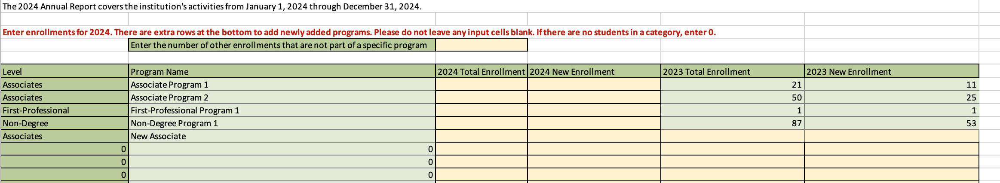 The 2024 Annual Report covers the institution's activities from January 1, 2024 through December 31, 2024.
Enter enrollments for 2024. There are extra rows at the bottom to add newly added programs. Please do not leave any input cells blank. If there are no students in a category, enter 0.
Enter the number of other enrollments that are not part of a specific program
Level Program Name 2024 Total Enrollment 2024 New Enrollment 2023 Total Enrollment 2023 New Enrollment
Associates Associate Program 1 21 11
Associates Associate Program 2 50 25
First-Professional First-Professional Program 1 1 1
Non-Degree Non-Degree Program 1 87 53
Associates New Associate
0 0
0 0
0 0